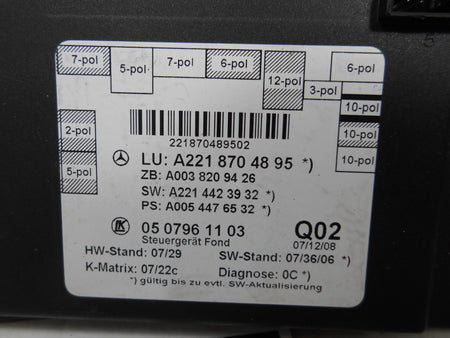 7-pol 5-pol 7-pol 6-pol 12-pol 6-pol
3-pol
10-pol
2-pol 10-pol
5-pol 10-pol
221870489502
LU: A221 870 48 95 *)
ZB: A003 820 94 26
SW: A221 442 39 32 *)
PS: A005 447 65 32 *)
05 0796 11 03 Q02
Steuergerät Fond 07/12/08
HW-Stand: 07/29 SW-Stand: 07/36/06 *)
K-Matrix: 07/22c Diagnose: 0C *)
*) gültig bis zu evtl. SW-Aktualisierung